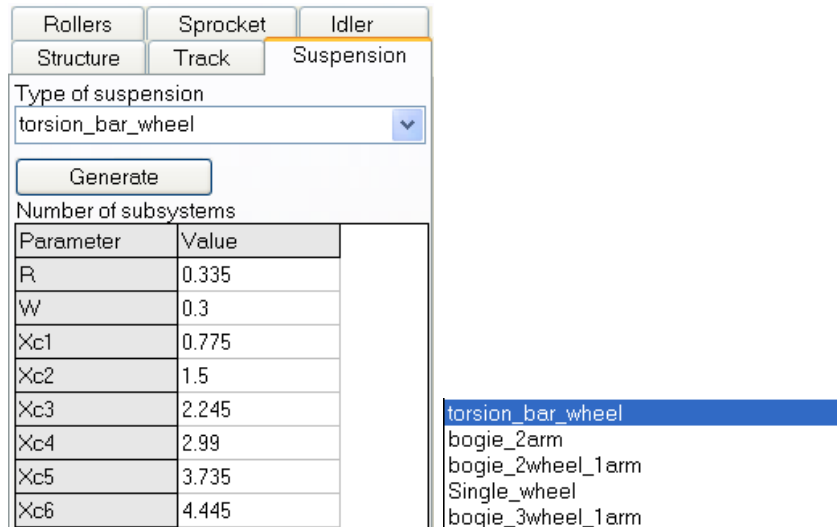 Rollers Sprocket Idler
Structure Track Suspension
Type of suspension
torsion_bar_wheel
Generate
Number of subsystems
Parameter Value
R 0.335
W 0.3
Xc1 0.775
Xc2 1.5
Xc3 2.245
Xc4 2.99
Xc5 3.735
Xc6 4.445
torsion_bar_wheel
bogie_2arm
bogie_2wheel_1arm
Single_wheel
bogie_3wheel_1arm